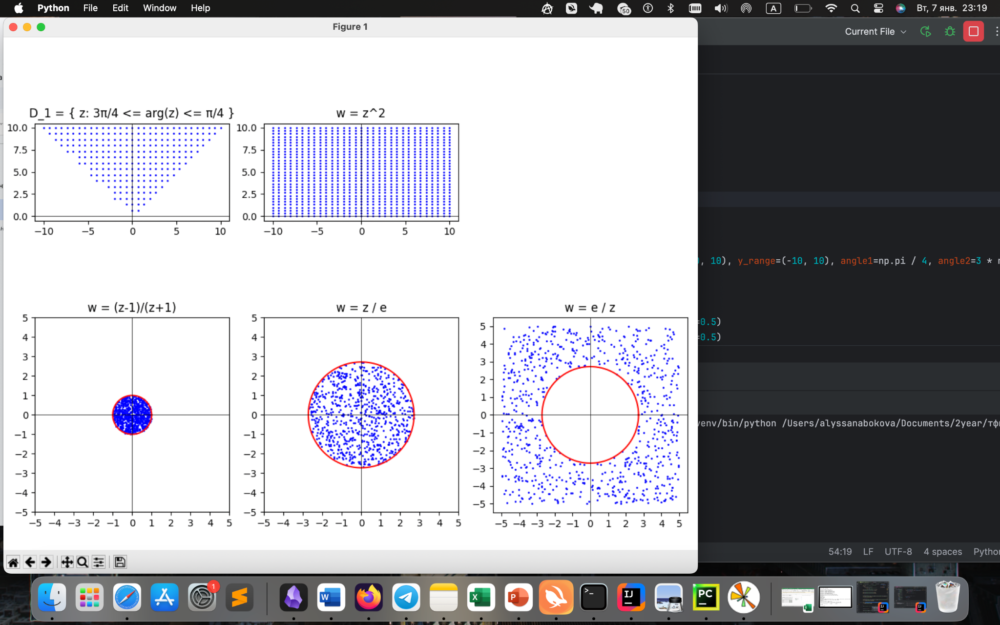 Python File Edit Window Help
50
A
Вт, 7 янв. 23:19
Figure 1
Current File
D_1 = { z: 3π/4 <= arg(z) <= π/4 }
10.0
7.5
5.0
2.5
0.0
−10 −5 0 5 10
w = z^2
10.0
7.5
5.0
2.5
0.0
−10 −5 0 5 10
, 10), y_range=(-10, 10), angle1=np.pi / 4, angle2=3 *
w = (z-1)/(z+1)
5
4
3
2
1
0
−1
−2
−3
−4
−5
−5 −4 −3 −2 −1 0 1 2 3 4 5
w = z / e
5
4
3
2
1
0
−1
−2
−3
−4
−5
−5 −4 −3 −2 −1 0 1 2 3 4 5
w = e / z
5
4
3
2
1
0
−1
−2
−3
−4
−5
−5 −4 −3 −2 −1 0 1 2 3 4 5
=0.5)
=0.5)
venv/bin/python /Users/alyssanabokova/Documents/2year/тф
54:19 LF UTF-8 4 spaces Python
1
W
X
P
>_
IJ
PC